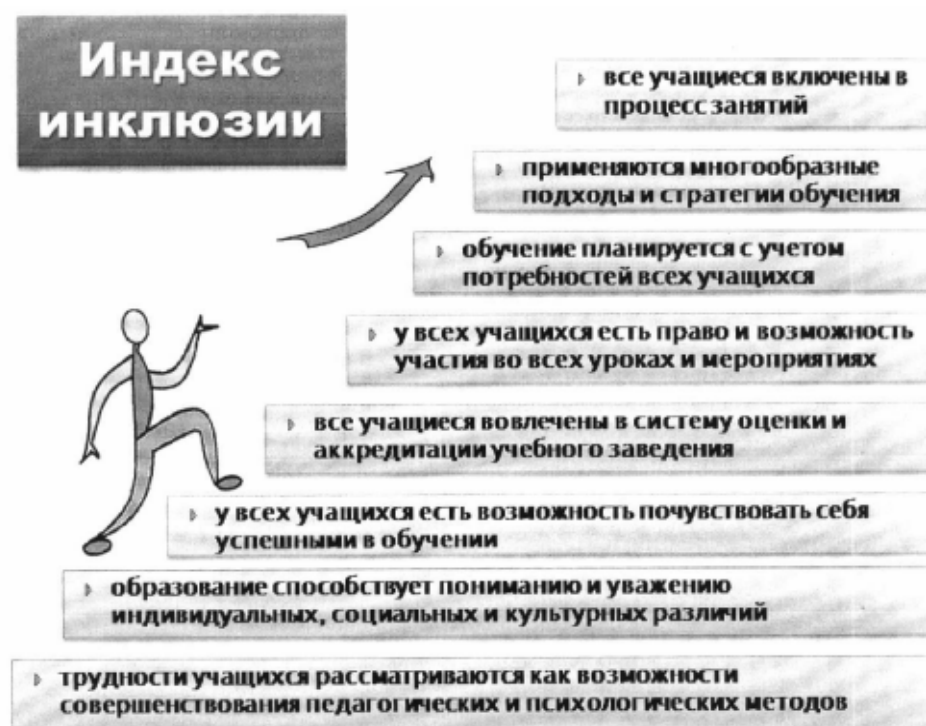 Индекс
инклюзии
все учащиеся включены в
процесс занятий
применяются многообразные
подходы и стратегии обучения
обучение планируется с учетом
потребностей всех учащихся
у всех учащихся есть право и возможность
участия во всех уроках и мероприятиях
все учащиеся вовлечены в систему оценки и
аккредитации учебного заведения
у всех учащихся есть возможность почувствовать себя
успешными в обучении
образование способствует пониманию и уважению
индивидуальных, социальных и культурных различий
трудности учащихся рассматриваются как возможности
совершенствования педагогических и психологических методов